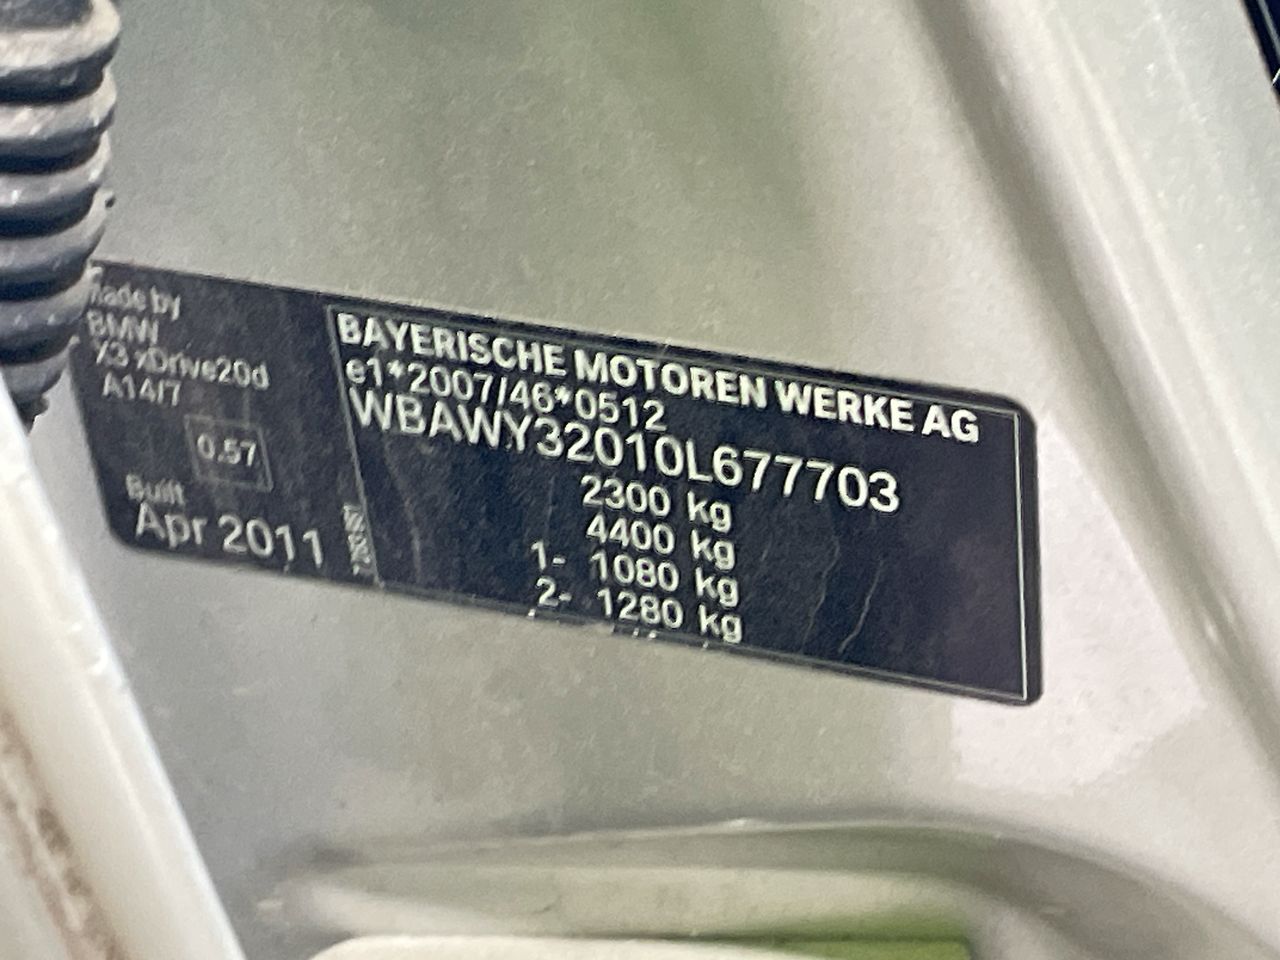 Made by
BMW
X3 xDrive20d
A14/7
0.57
Built
Apr 2011
BAYERISCHE MOTOREN WERKE AG
e1*2007/46*0512
WBAWY32010L677703
2300 kg
4400 kg
1- 1080 kg
2- 1280 kg